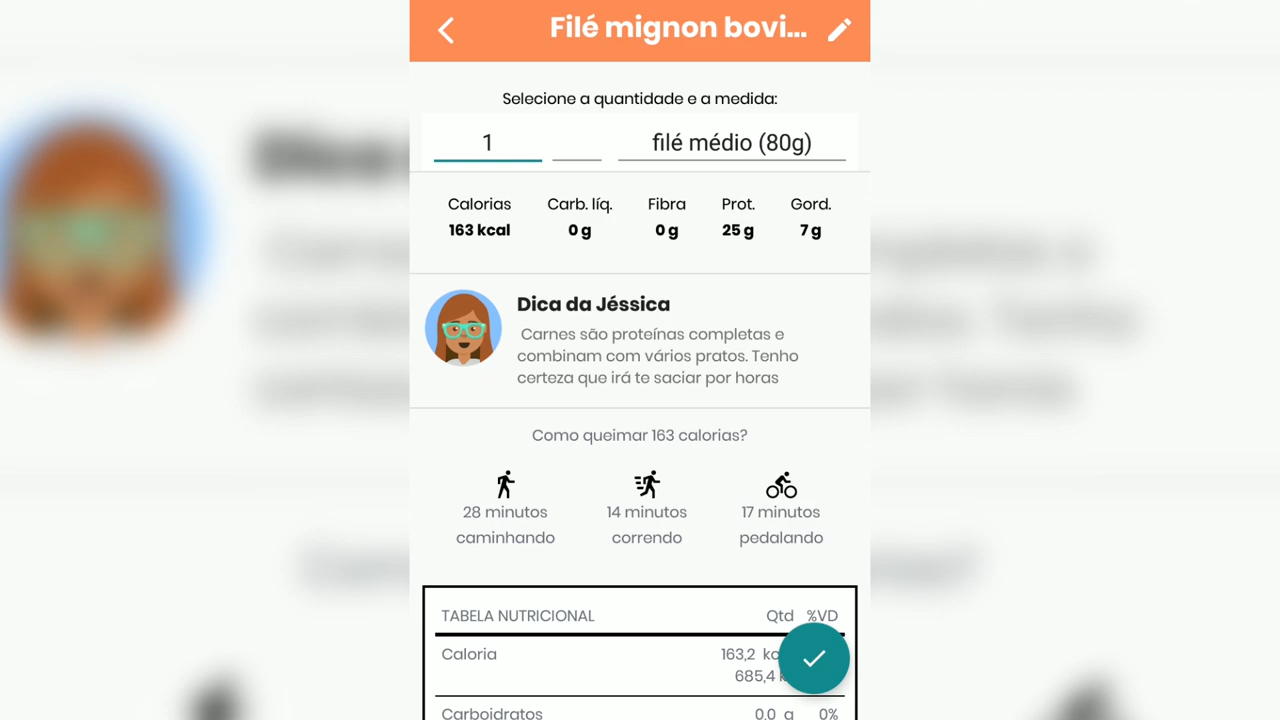 Filé mignon bovi...
Selecione a quantidade e a medida:
1 filé médio (80g)
Calorias Carb. líq. Fibra Prot. Gord.
163 kcal 0 g 0 g 25 g 7 g
Dica da Jéssica
Carnes são proteínas completas e
combinam com vários pratos. Tenho
certeza que irá te saciar por horas
Como queimar 163 calorias?
28 minutos 14 minutos 17 minutos
caminhando correndo pedalando
TABELA NUTRICIONAL Qtd %VD
Caloria 163,2
685,4
Carboidratos 0,0 g 0%